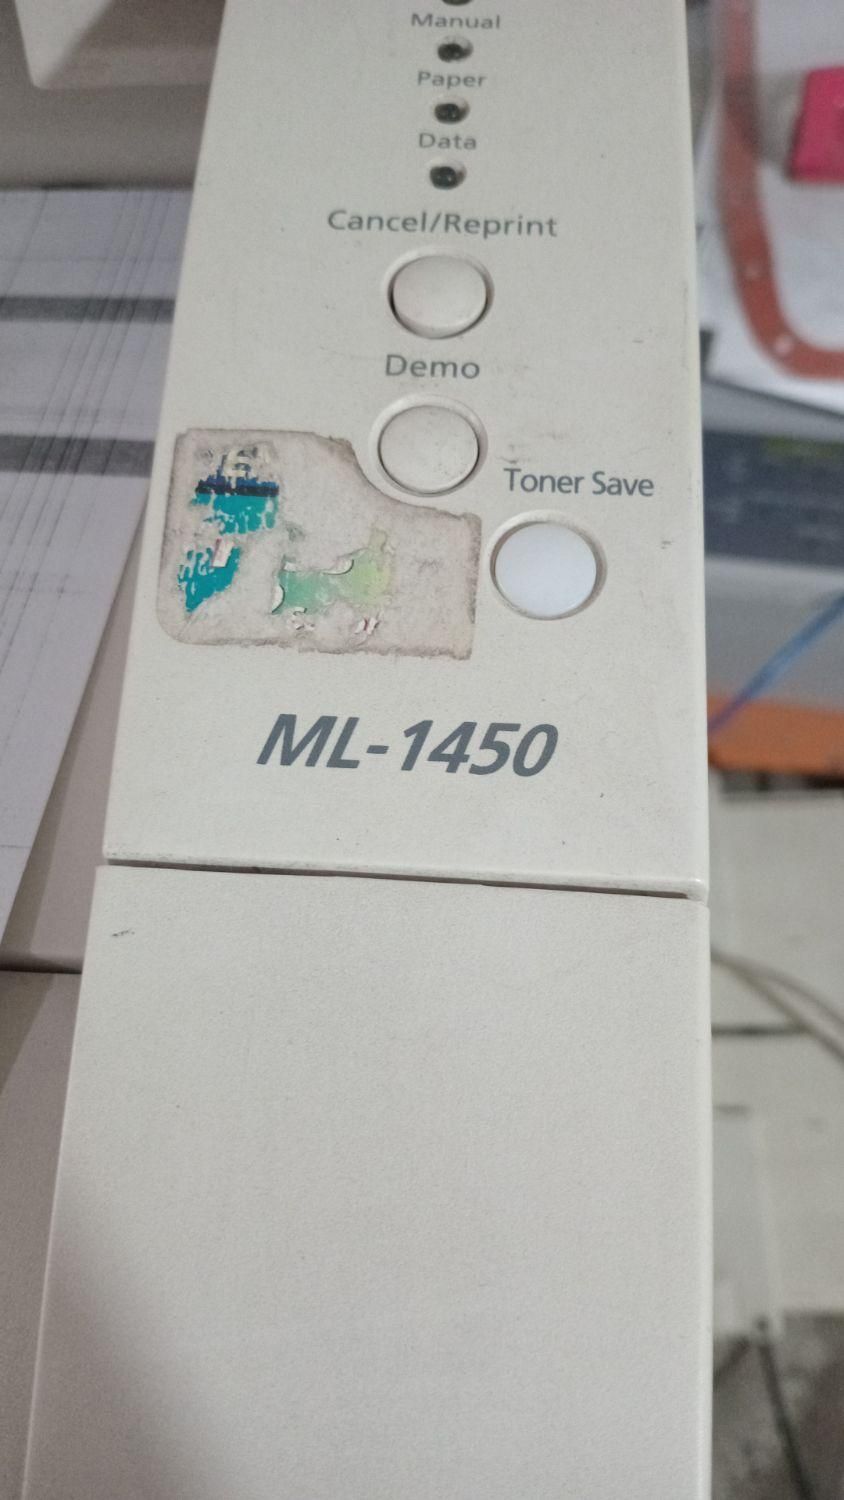 Manual
Paper
Data
Cancel/Reprint
Demo
Toner Save
ML-1450